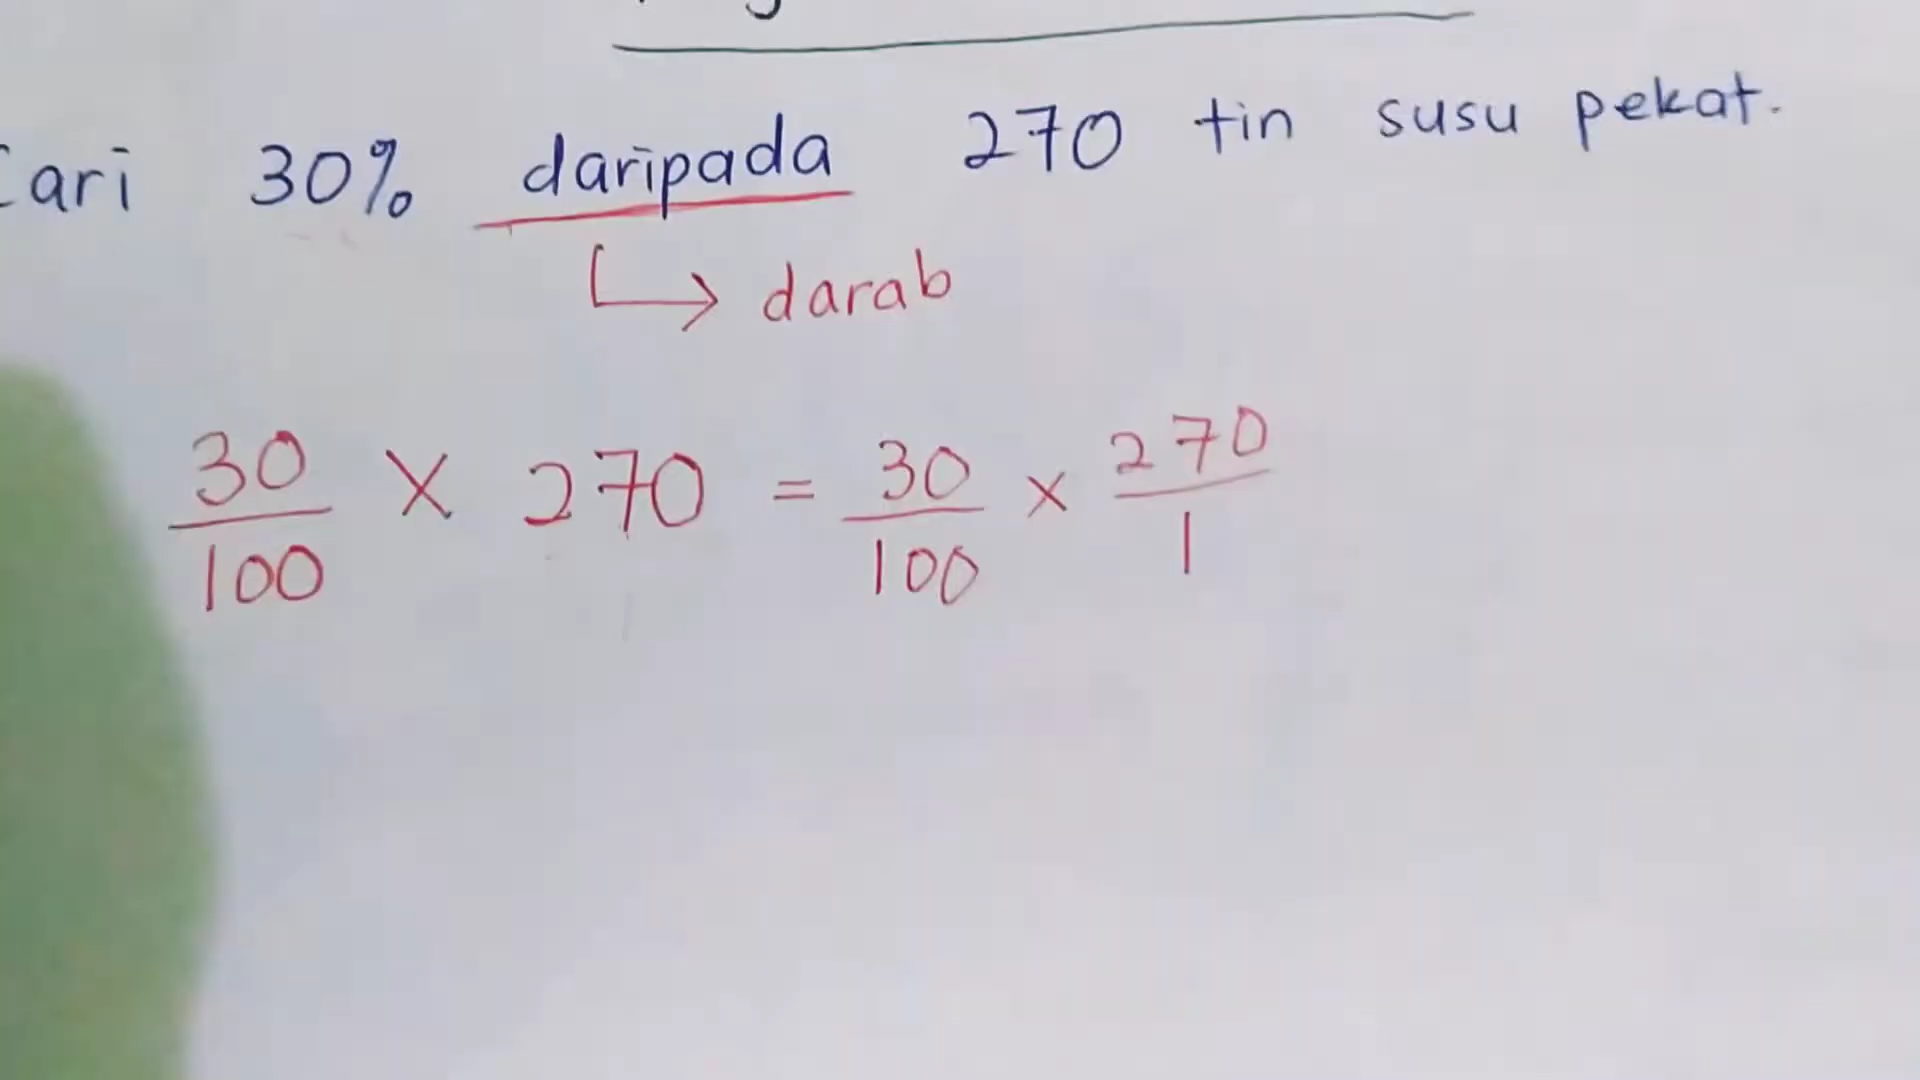 Cari 30% daripada 270 tin susu pekat.
↳ darab
30/100 × 270 = 30/100 × 270/1